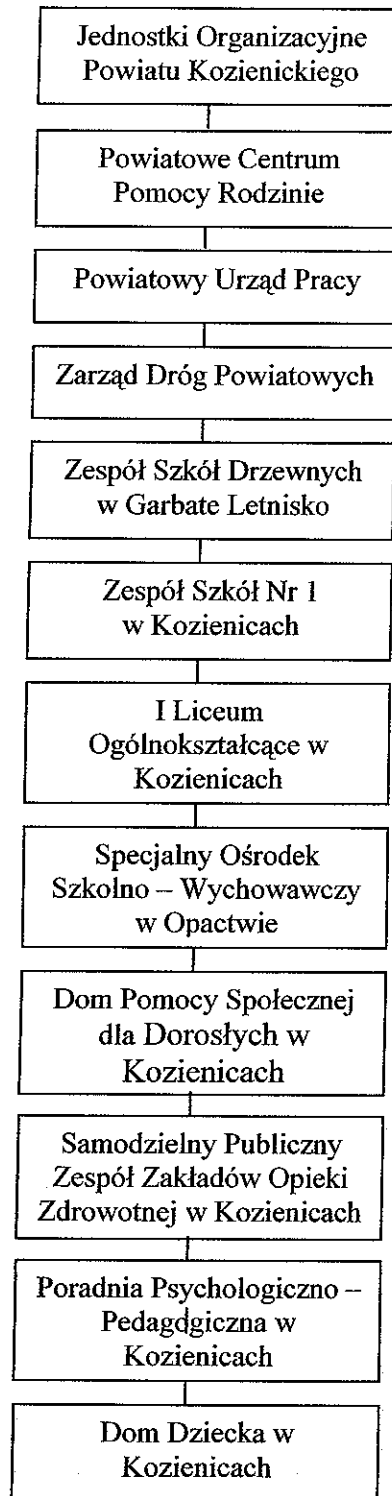 Jednostki Organizacyjne
Powiatu Kozienickiego
Powiatowe Centrum
Pomocy Rodzinie
Powiatowy Urząd Pracy
Zarząd Dróg Powiatowych
Zespół Szkół Drzewnych
w Garbate Letnisko
Zespół Szkół Nr 1
w Kozienicach
I Liceum
Ogólnokształcące w
Kozienicach
Specjalny Ośrodek
Szkolno – Wychowawczy
w Opactwie
Dom Pomocy Społecznej
dla Dorosłych w
Kozienicach
Samodzielny Publiczny
Zespół Zakładów Opieki
Zdrowotnej w Kozienicach
Poradnia Psychologiczno –
Pedagogiczna w
Kozienicach
Dom Dziecka w
Kozienicach